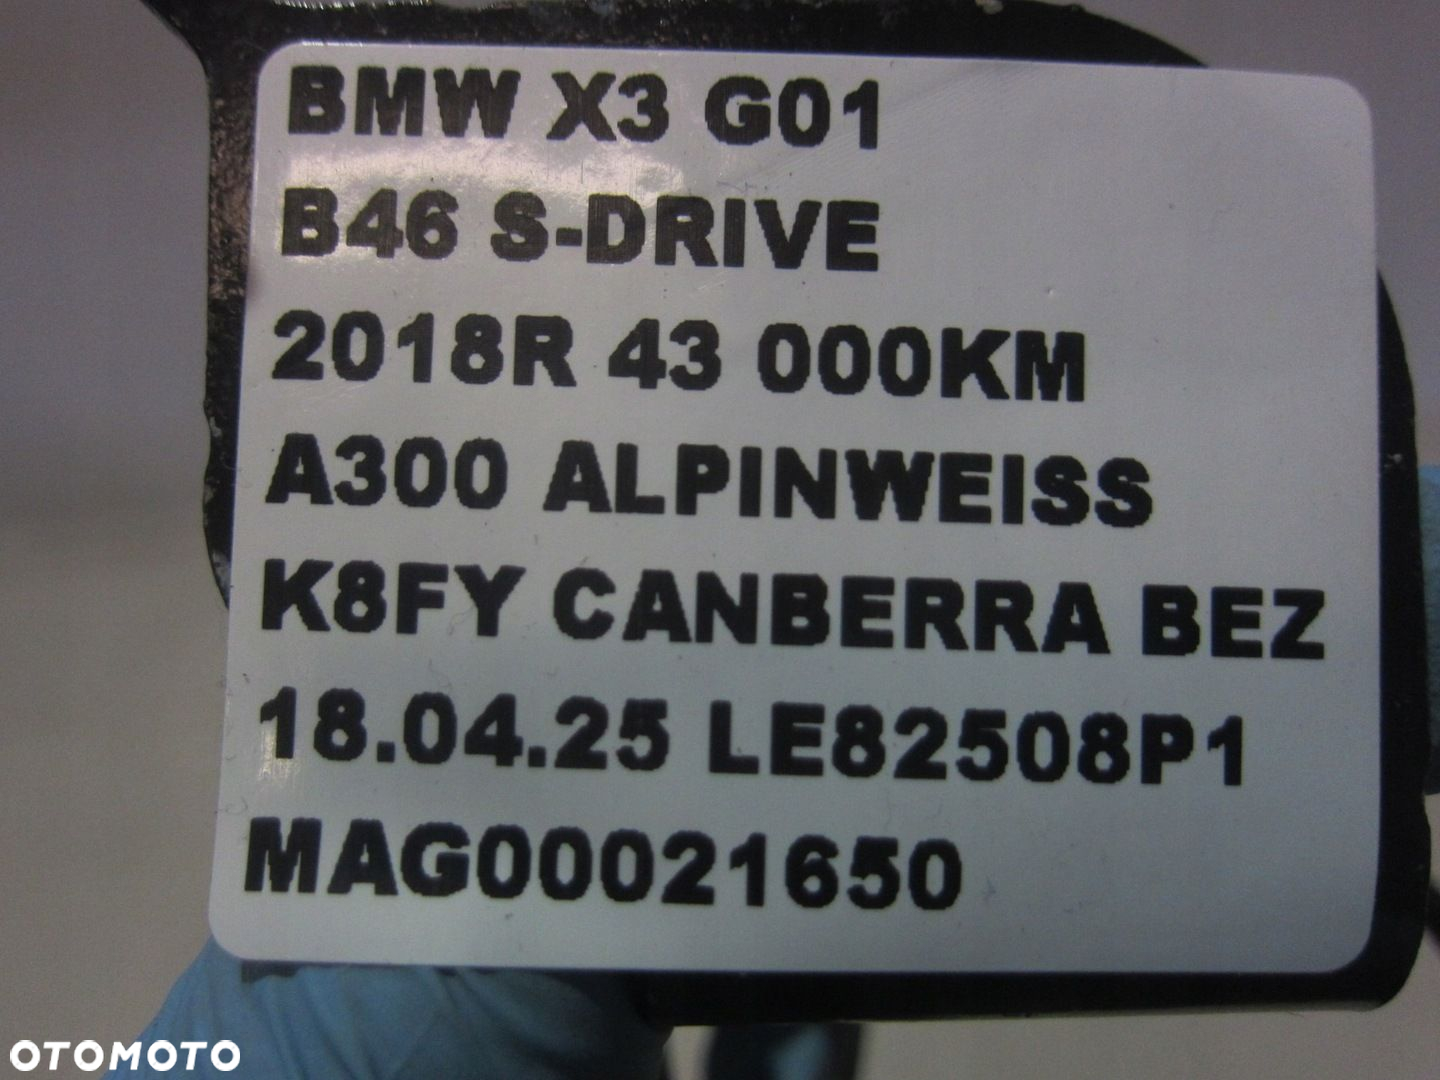 BMW X3 G01
B46 S-DRIVE
2018R 43 000KM
A300 ALPINWEISS
K8FY CANBERRA BEZ
18.04.25 LE82508P1
MAG00021650
OTOMOTO